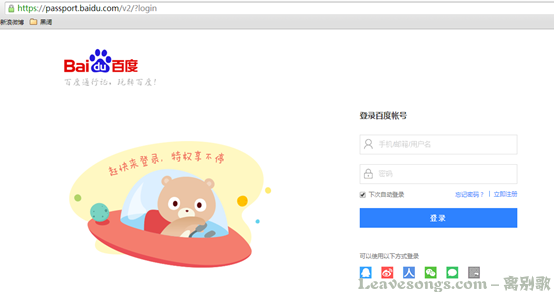 https://passport.baidu.com/v2/?login
新浪微博 黑阔
Bai du 百度
百度通行证，玩转百度!
赶快来登录，特权享不停
登录百度帐号
手机/邮箱/用户名
密码
下次自动登录 忘记密码？ | 立即注册
登录
可以使用以下方式登录
Leavesongs.com – 离别歌